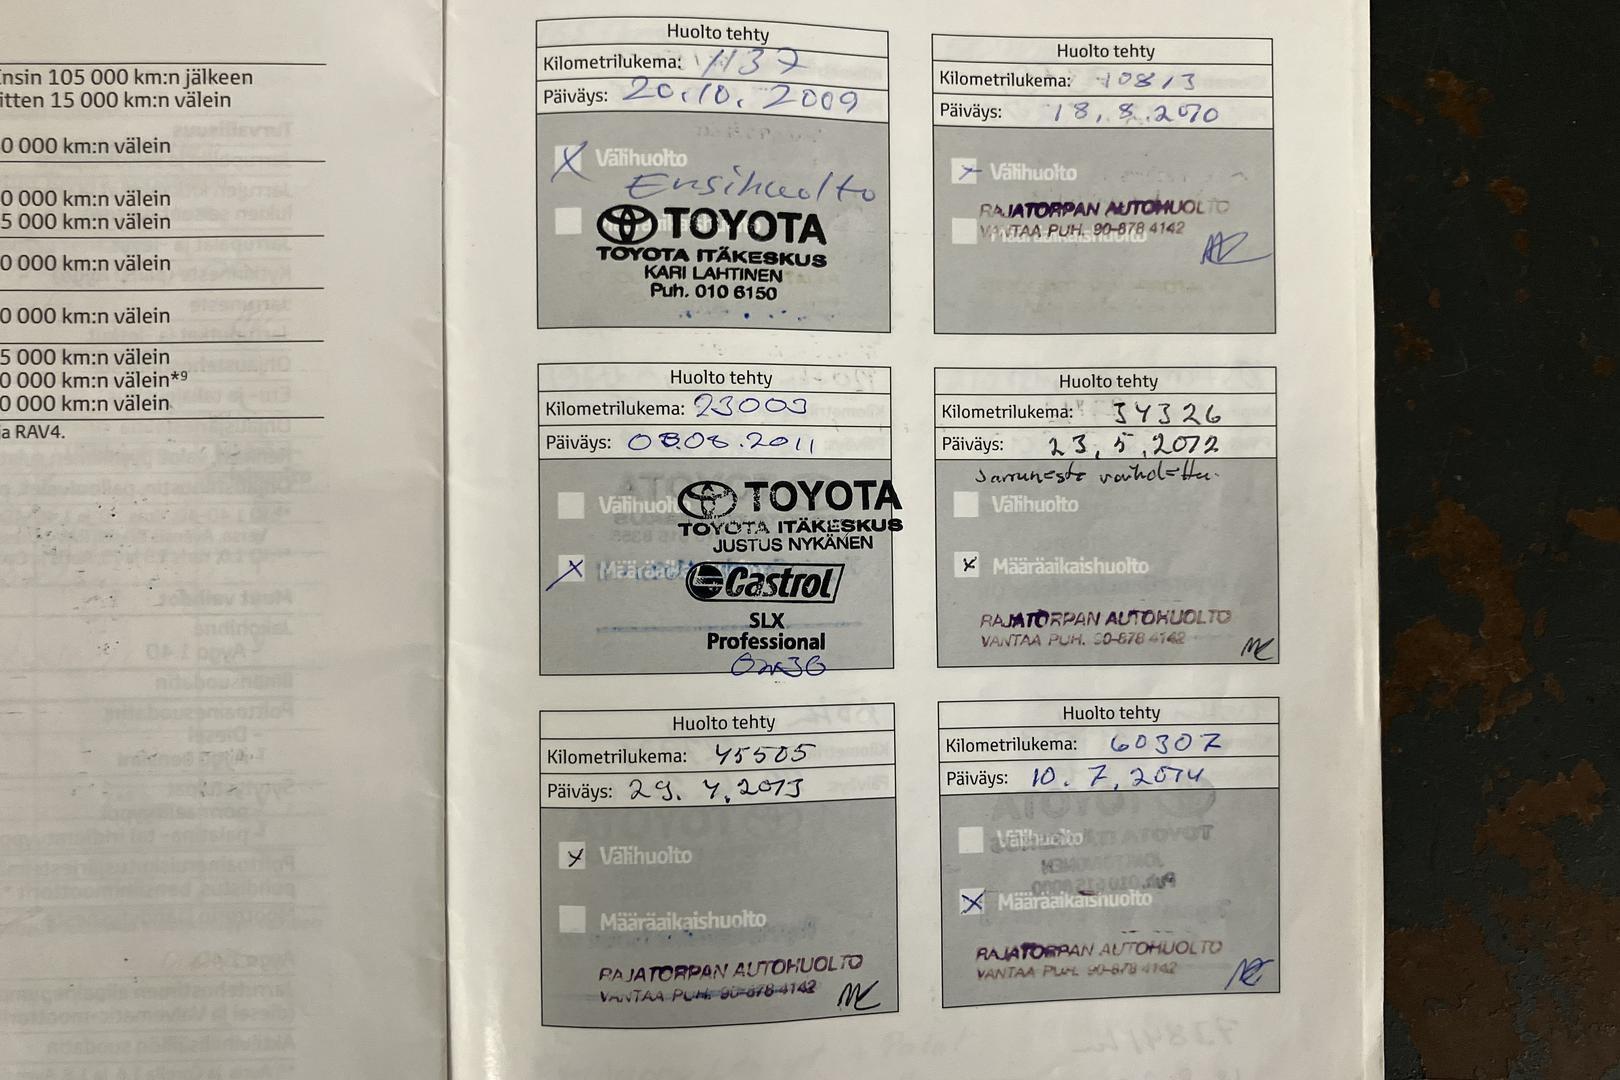 ensin 105 000 km:n jälkeen
itten 15 000 km:n välein
0 000 km:n välein
0 000 km:n välein
5 000 km:n välein
0 000 km:n välein
0 000 km:n välein
5 000 km:n välein
0 000 km:n välein*9
0 000 km:n välein
ja RAV4.
Huolto tehty
Kilometrilukema: 1137
Päiväys: 20.10.2009
Välihuolto
Ensihuolto
TOYOTA
TOYOTA ITÄKESKUS
KARI LAHTINEN
Puh. 010 6150
Huolto tehty
Kilometrilukema: 10813
Päiväys: 18.8.2010
Välihuolto
RAJATORPAN AUTOHUOLTO
VANTAA PUH. 90-878 4142
Määräaikaishuolto
Huolto tehty
Kilometrilukema: 23003
Päiväys: 08.08.2011
Välihuolto
TOYOTA
TOYOTA ITÄKESKUS
JUSTUS NYKÄNEN
Määräaikaishuolto
Castrol
SLX
Professional
0W30
Huolto tehty
Kilometrilukema: 34326
Päiväys: 23.5.2012
Jarruneste vaihdettu.
Välihuolto
Määräaikaishuolto
RAJATORPAN AUTOHUOLTO
VANTAA PUH. 90-878 4142
Huolto tehty
Kilometrilukema: 45505
Päiväys: 29.4.2013
Välihuolto
Määräaikaishuolto
RAJATORPAN AUTOHUOLTO
VANTAA PUH. 90-878 4142
Huolto tehty
Kilometrilukema: 60307
Päiväys: 10.7.2014
Välihuolto
Määräaikaishuolto
RAJATORPAN AUTOHUOLTO
VANTAA PUH. 90-878 4142